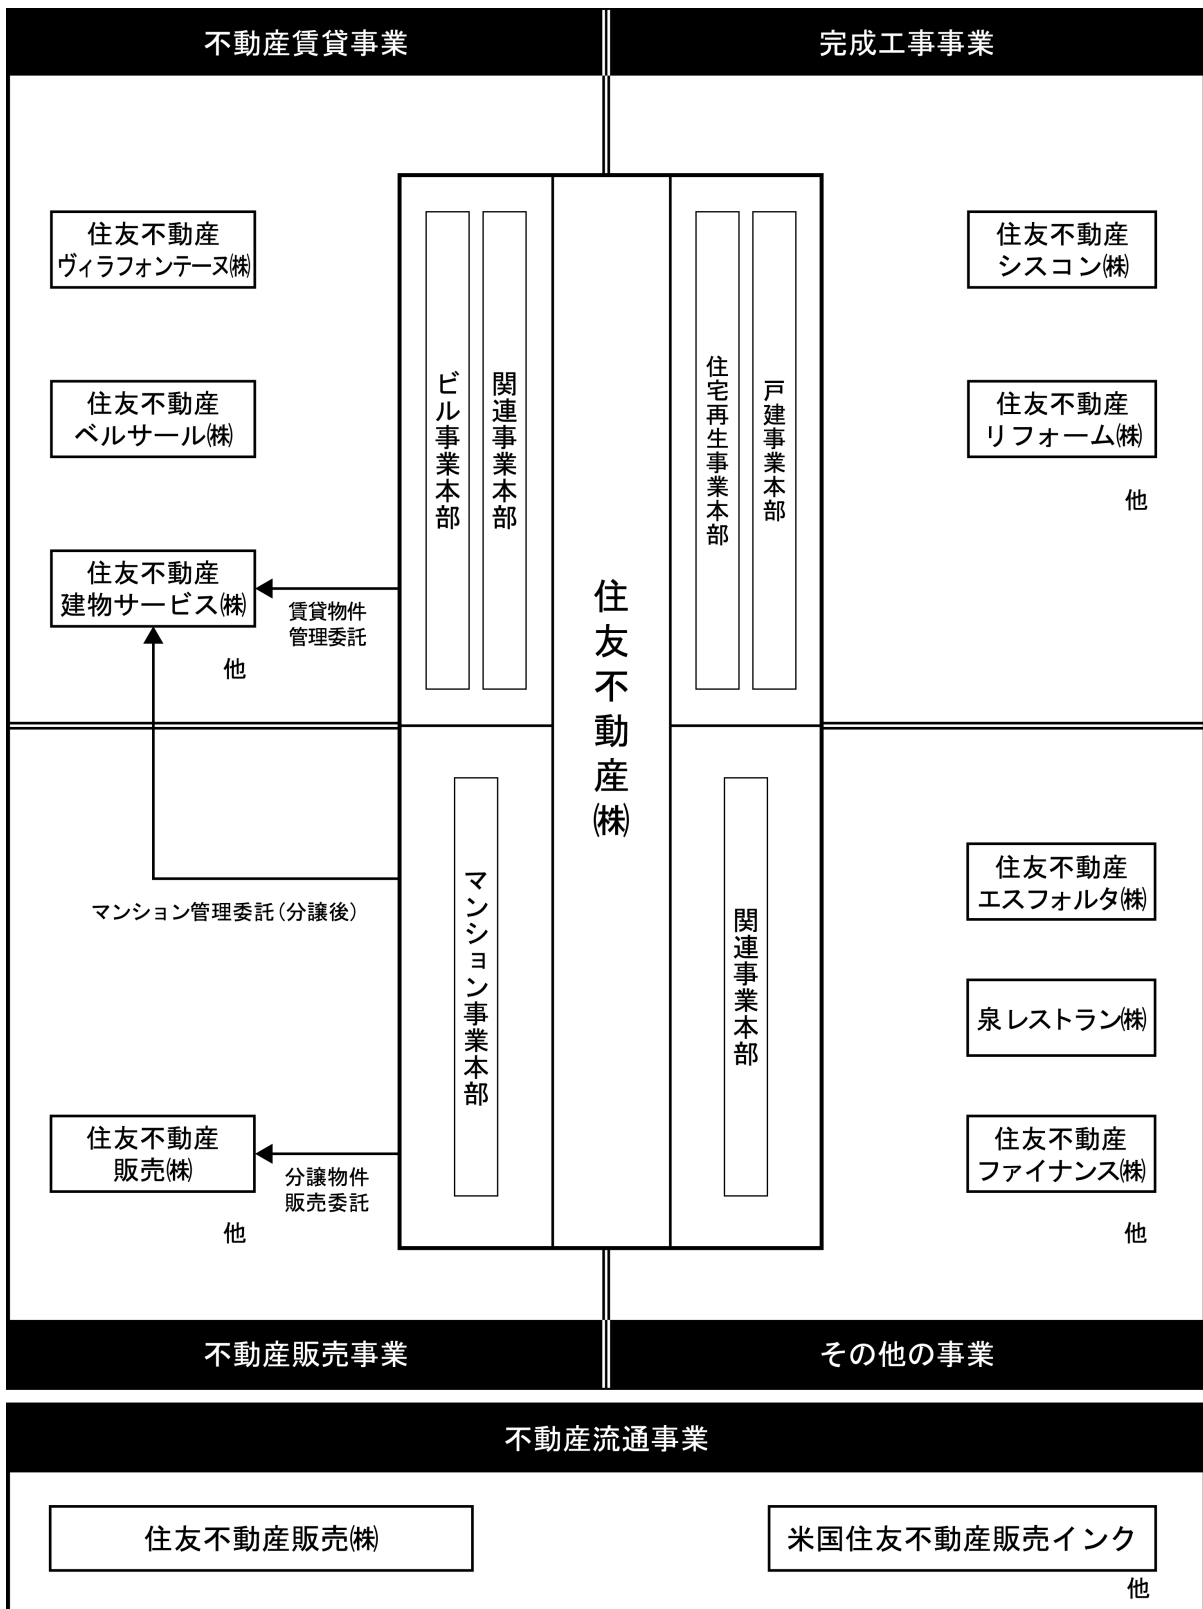 不動産賃貸事業
完成工事事業
住友不動産
ヴィラフォンテーヌ㈱
住友不動産
ベルサール㈱
住友不動産
建物サービス㈱
他
賃貸物件
管理委託
ビル事業本部
関連事業本部
住友不動産㈱
住宅再生事業本部
戸建事業本部
住友不動産
シスコン㈱
住友不動産
リフォーム㈱
他
マンション管理委託（分譲後）
住友不動産
販売㈱
他
分譲物件
販売委託
マンション事業本部
関連事業本部
住友不動産
エスフォルタ㈱
泉レストラン㈱
住友不動産
ファイナンス㈱
他
不動産販売事業
その他の事業
不動産流通事業
住友不動産販売㈱
米国住友不動産販売インク
他